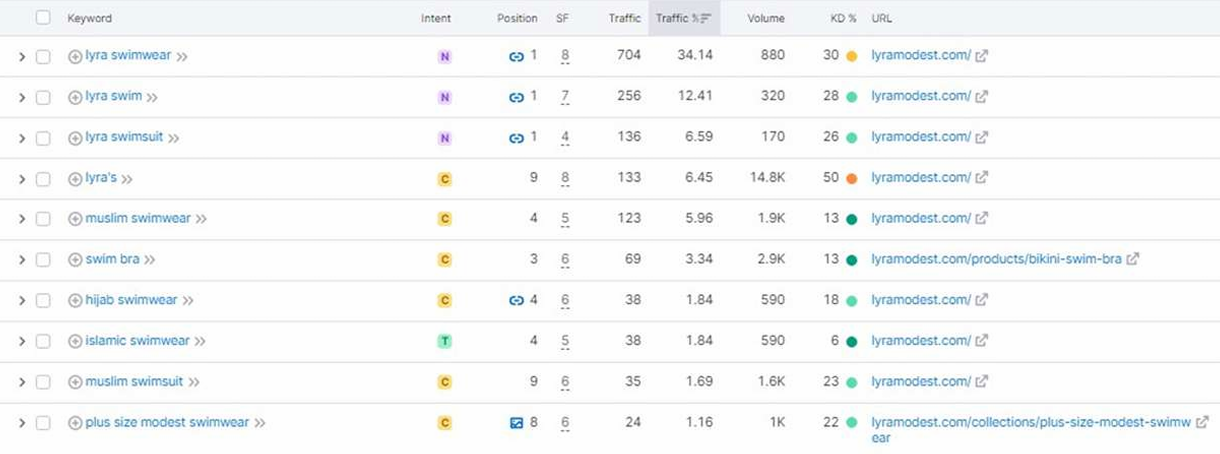 Keyword Intent Position SF Traffic Traffic % Volume KD % URL
lyra swimwear N 1 8 704 34.14 880 30 lyramodest.com/
lyra swim N 1 7 256 12.41 320 28 lyramodest.com/
lyra swimsuit N 1 4 136 6.59 170 26 lyramodest.com/
lyra's C 9 8 133 6.45 14.8K 50 lyramodest.com/
muslim swimwear C 4 5 123 5.96 1.9K 13 lyramodest.com/
swim bra C 3 6 69 3.34 2.9K 13 lyramodest.com/products/bikini-swim-bra
hijab swimwear C 4 6 38 1.84 590 18 lyramodest.com/
islamic swimwear T 4 5 38 1.84 590 6 lyramodest.com/
muslim swimsuit C 9 6 35 1.69 1.6K 23 lyramodest.com/
plus size modest swimwear C 8 6 24 1.16 1K 22 lyramodest.com/collections/plus-size-modest-swimw
ear